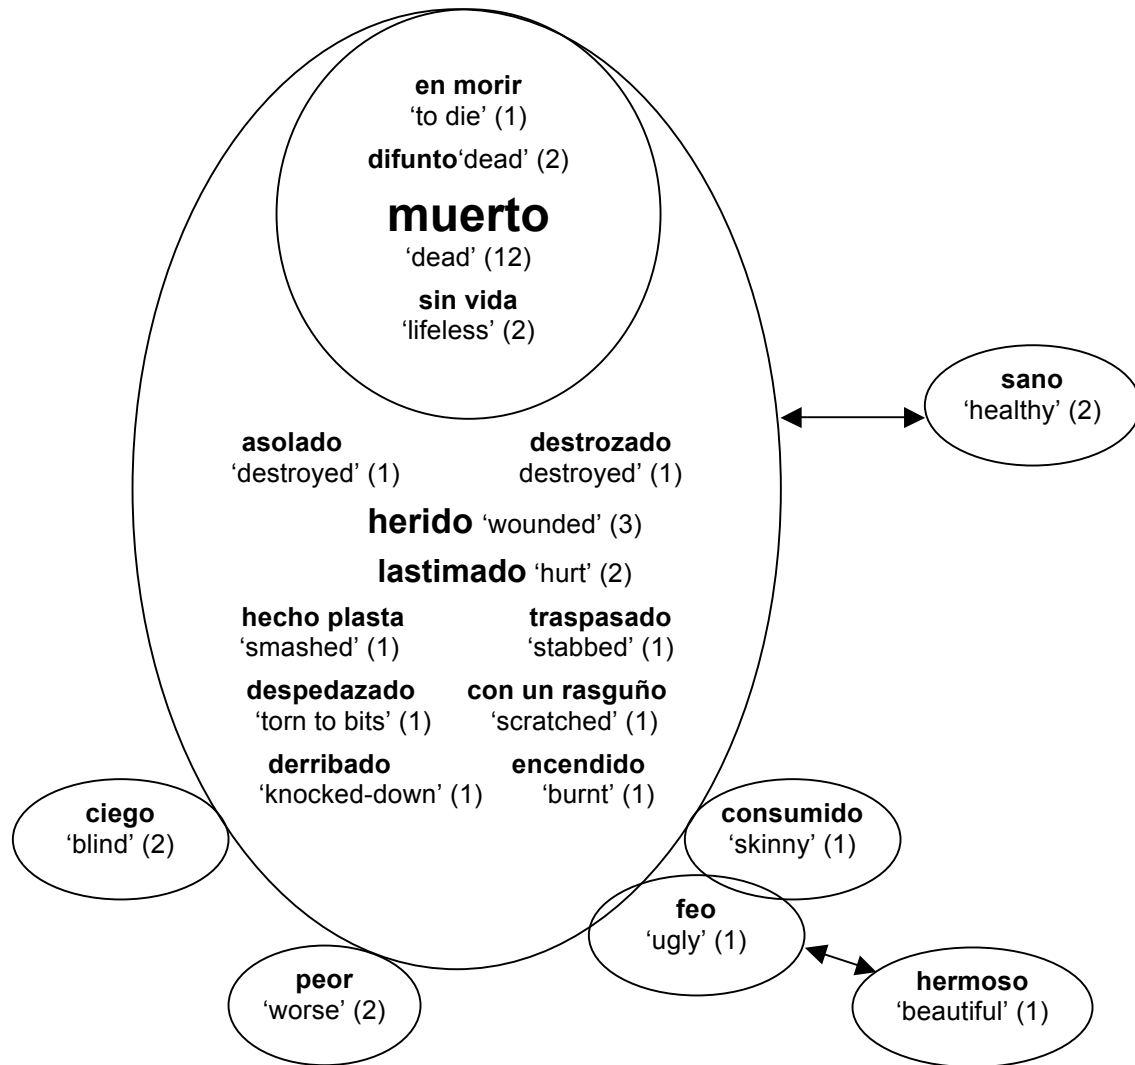 en morir
‘to die’ (1)
difunto‘dead’ (2)
muerto
‘dead’ (12)
sin vida
‘lifeless’ (2)
sano
‘healthy’ (2)
asolado
‘destroyed’ (1)
destrozado
destroyed’ (1)
herido ‘wounded’ (3)
lastimado ‘hurt’ (2)
hecho plasta
‘smashed’ (1)
traspasado
‘stabbed’ (1)
despedazado
‘torn to bits’ (1)
con un rasguño
‘scratched’ (1)
derribado
‘knocked-down’ (1)
encendido
‘burnt’ (1)
ciego
‘blind’ (2)
consumido
‘skinny’ (1)
feo
‘ugly’ (1)
peor
‘worse’ (2)
hermoso
‘beautiful’ (1)